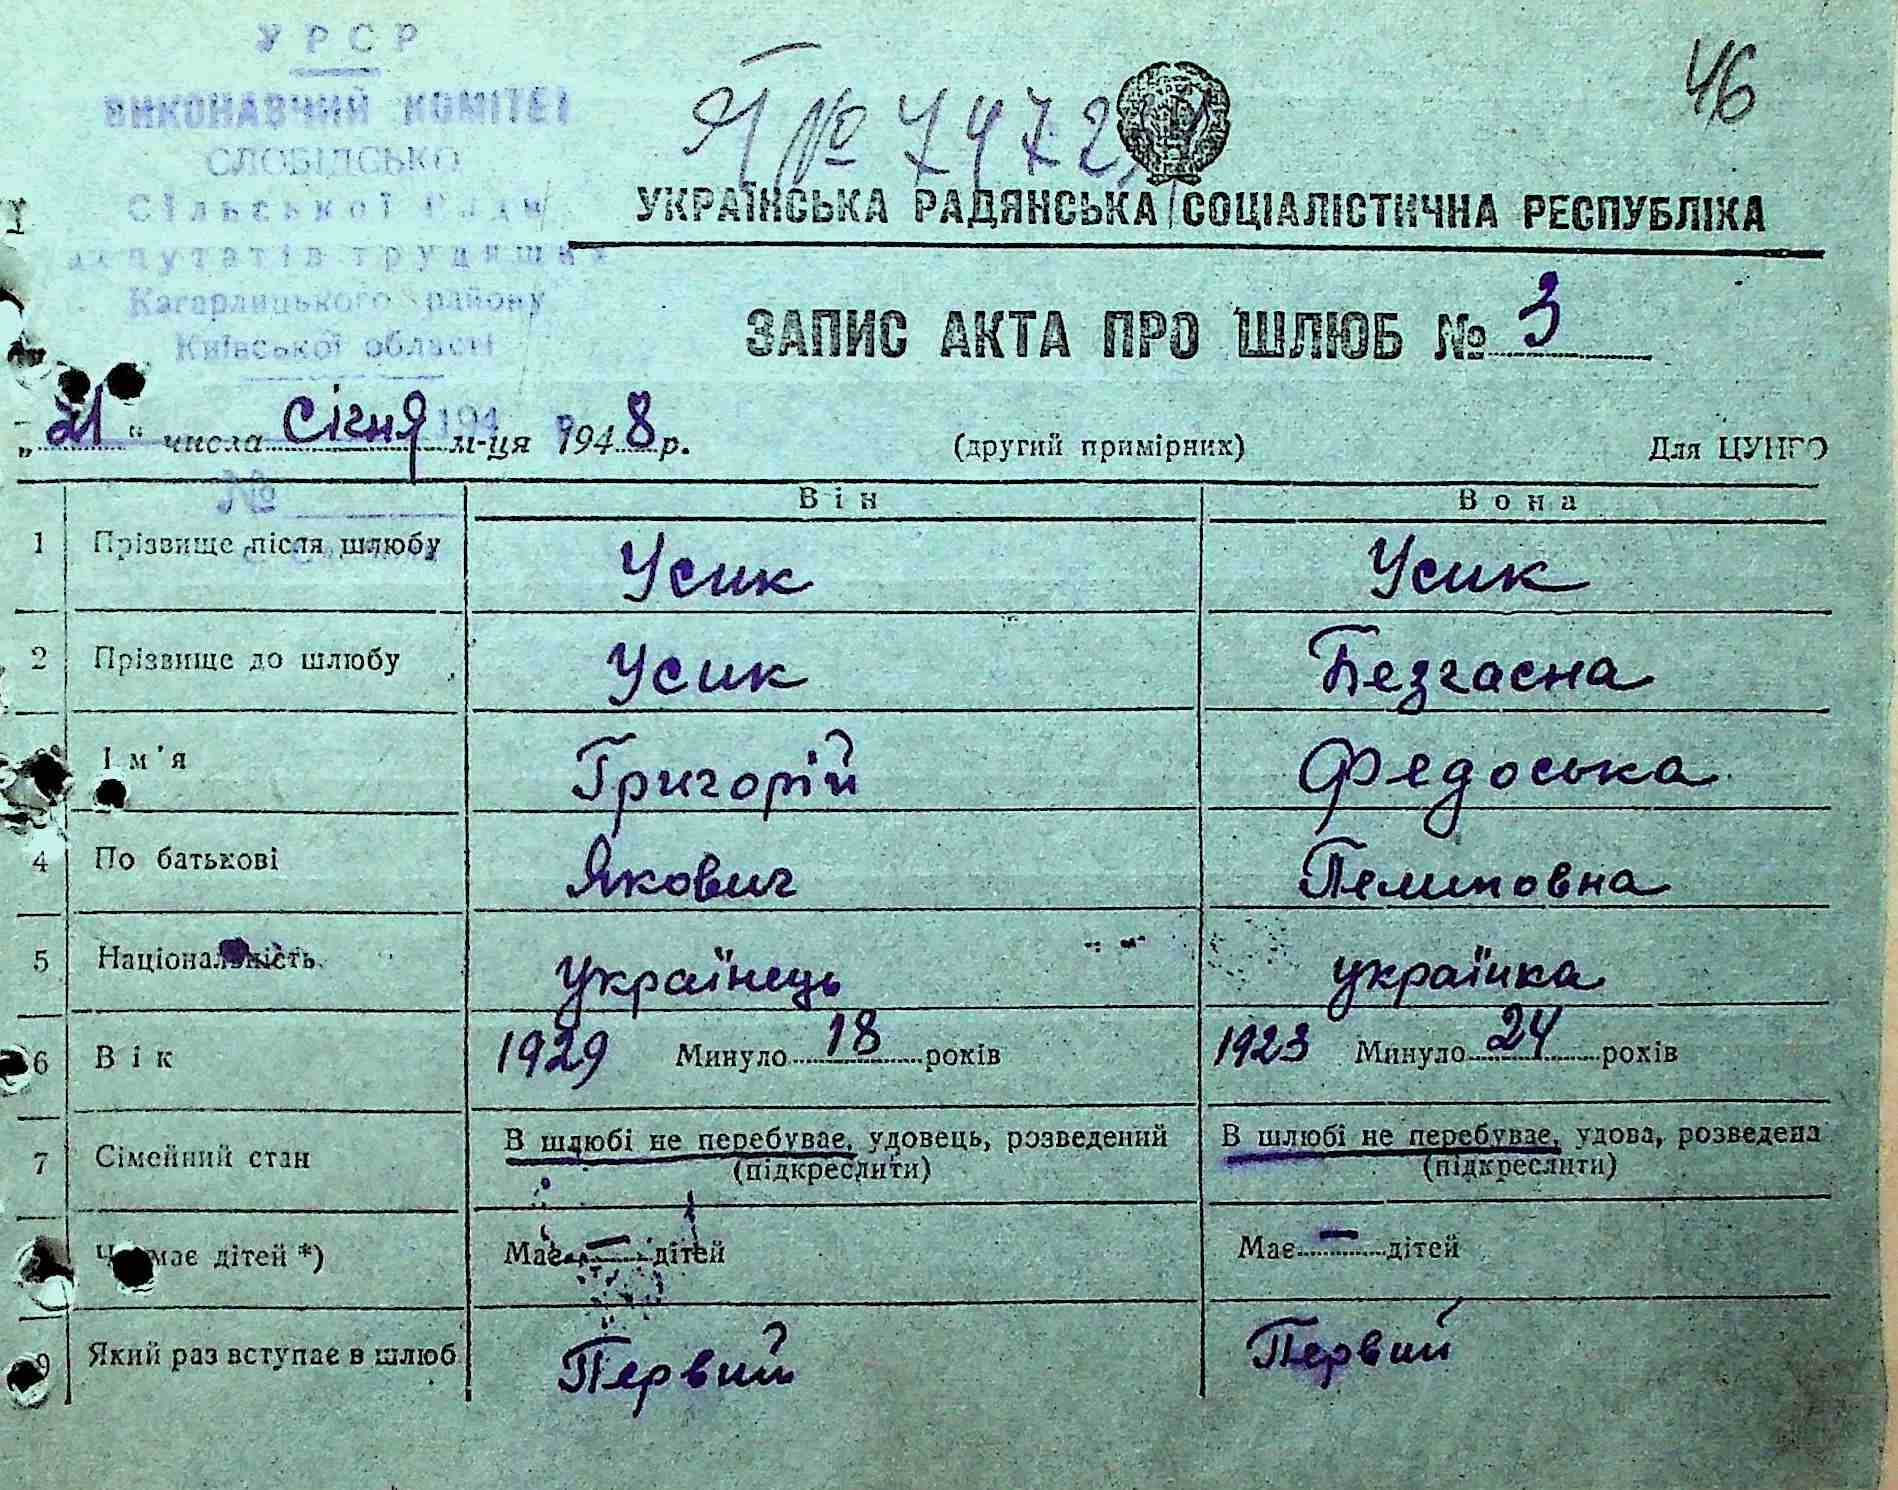 УРСР
ВИКОНАВЧИЙ КОМІТЕТ
СЛОБІДСЬКО
Сільської Ради
депутатів трудящих
Кагарлицького району
Київської області
194
№
46
№ 7472
УКРАЇНСЬКА РАДЯНСЬКА СОЦІАЛІСТИЧНА РЕСПУБЛІКА
ЗАПИС АКТА ПРО ШЛЮБ № 3
„21“ числа Січня м-ця 1948 р. (другий примірник) Для ЦУНГО
Він Вона
1 Прізвище після шлюбу Усик Усик
2 Прізвище до шлюбу Усик Безгасна
Ім'я Григорій Федоська
4 По батькові Якович Пелиповна
5 Національність українець українка
6 Вік 1929 Минуло 18 років 1923 Минуло 24 років
7 Сімейний стан В шлюбі не перебуває, удовець, розведений В шлюбі не перебуває, удова, розведена
(підкреслити) (підкреслити)
Чи має дітей *) Має — дітей Має — дітей
9 Який раз вступає в шлюб Первий Первий